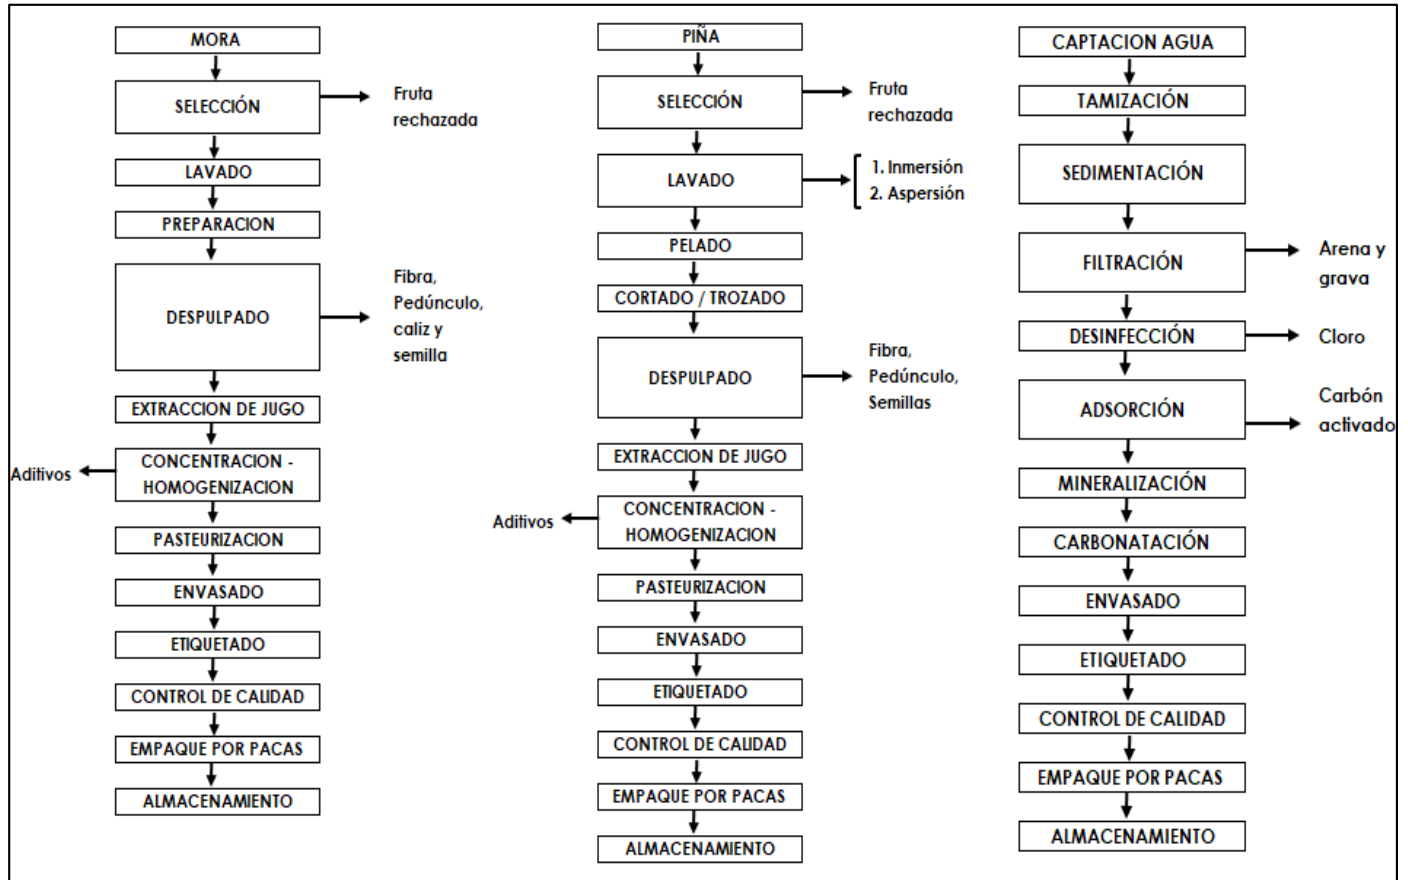 MORA
SELECCIÓN
Fruta
rechazada
LAVADO
PREPARACION
DESPULPADO
Fibra,
Pedúnculo,
caliz y
semilla
EXTRACCION DE JUGO
CONCENTRACION -
HOMOGENIZACION
Aditivos
PASTEURIZACION
ENVASADO
ETIQUETADO
CONTROL DE CALIDAD
EMPAQUE POR PACAS
ALMACENAMIENTO
PIÑA
SELECCIÓN
Fruta
rechazada
LAVADO
1. Inmersión
2. Aspersión
PELADO
CORTADO / TROZADO
DESPULPADO
Fibra,
Pedúnculo,
Semillas
EXTRACCION DE JUGO
CONCENTRACION -
HOMOGENIZACION
Aditivos
PASTEURIZACION
ENVASADO
ETIQUETADO
CONTROL DE CALIDAD
EMPAQUE POR PACAS
ALMACENAMIENTO
CAPTACION AGUA
TAMIZACIÓN
SEDIMENTACIÓN
FILTRACIÓN
Arena y
grava
DESINFECCIÓN
Cloro
ADSORCIÓN
Carbón
activado
MINERALIZACIÓN
CARBONATACIÓN
ENVASADO
ETIQUETADO
CONTROL DE CALIDAD
EMPAQUE POR PACAS
ALMACENAMIENTO